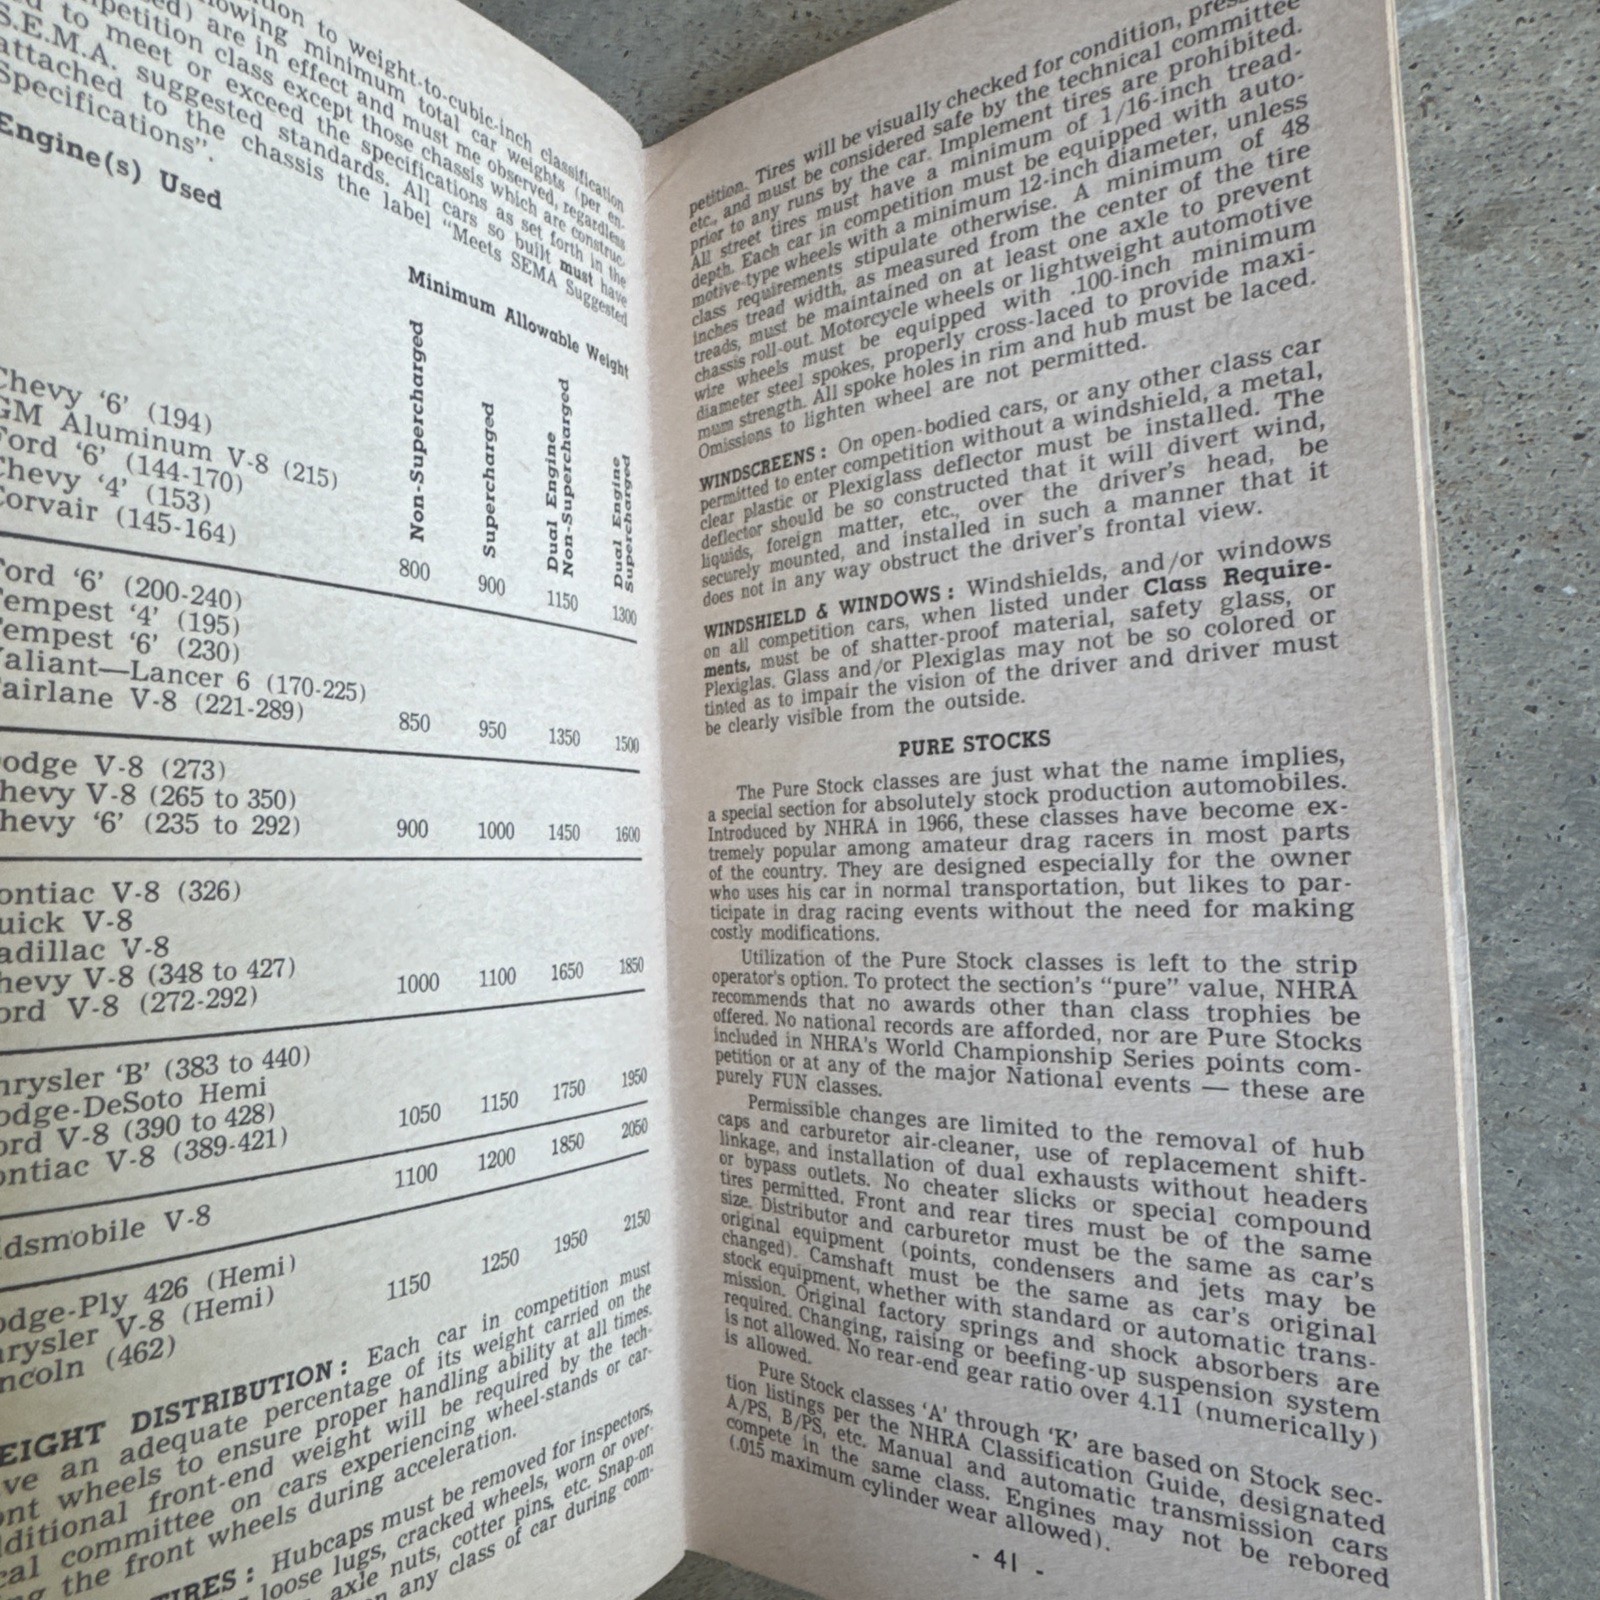 tion to weight-to-cubic-inch classification
lowing minimum total car weights (per en-
ed) are in effect and must me observed, regardless
petition class except those chassis which are construc-
to meet or exceed the specifications as set forth in the
S.E.M.A. suggested standards. All cars so built must have
attached to the chassis the label "Meets SEMA Suggested
Specifications".
Engine(s) Used
Minimum Allowable Weight
Non-Supercharged
Supercharged
Dual Engine
Non-Supercharged
Dual Engine
Supercharged
Chevy '6' (194)
GM Aluminum V-8 (215)
Ford '6' (144-170)
Chevy '4' (153)
Corvair (145-164)
800 900 1150 1300
Ford '6' (200-240)
Tempest '4' (195)
Tempest '6' (230)
Valiant—Lancer 6 (170-225)
Fairlane V-8 (221-289)
850 950 1350 1500
odge V-8 (273)
hevy V-8 (265 to 350)
hevy '6' (235 to 292) 900 1000 1450 1600
ontiac V-8 (326)
uick V-8
adillac V-8
hevy V-8 (348 to 427)
ord V-8 (272-292) 1000 1100 1650 1850
hrysler 'B' (383 to 440)
odge-DeSoto Hemi
ord V-8 (390 to 428)
ontiac V-8 (389-421) 1050 1150 1750 1950
ldsmobile V-8 1100 1200 1850 2050
odge-Ply 426 (Hemi)
hrysler V-8 (Hemi)
ncoln (462) 1150 1250 1950 2150
EIGHT DISTRIBUTION: Each car in competition must
ve an adequate percentage of its weight carried on the
ont wheels to ensure proper handling ability at all times.
dditional front-end weight will be required by the tech-
cal committee on cars experiencing wheel-stands or car-
ng the front wheels during acceleration.
TIRES: Hubcaps must be removed for inspectors,
loose lugs, cracked wheels, worn or over-
axle nuts, cotter pins, etc. Snap-on
any class of car during com-
petition. Tires will be visually checked for condition,
etc., and must be considered safe by the technical committee
prior to any runs by the car. Implement tires are prohibited.
All street tires must have a minimum of 1/16-inch tread-
depth. Each car in competition must be equipped with auto-
motive-type wheels with a minimum 12-inch diameter, unless
class requirements stipulate otherwise. A minimum of 48
inches tread width, as measured from the center of the tire
treads, must be maintained on at least one axle to prevent
chassis roll-out. Motorcycle wheels or lightweight automotive
wire wheels must be equipped with .100-inch minimum
diameter steel spokes, properly cross-laced to provide maxi-
mum strength. All spoke holes in rim and hub must be laced.
Omissions to lighten wheel are not permitted.
WINDSCREENS: On open-bodied cars, or any other class car
permitted to enter competition without a windshield, a metal,
clear plastic or Plexiglass deflector must be installed. The
deflector should be so constructed that it will divert wind,
liquids, foreign matter, etc., over the driver's head, be
securely mounted, and installed in such a manner that it
does not in any way obstruct the driver's frontal view.
WINDSHIELD & WINDOWS: Windshields, and/or windows
on all competition cars, when listed under Class Require-
ments, must be of shatter-proof material, safety glass, or
Plexiglas. Glass and/or Plexiglas may not be so colored or
tinted as to impair the vision of the driver and driver must
be clearly visible from the outside.
PURE STOCKS
The Pure Stock classes are just what the name implies,
a special section for absolutely stock production automobiles.
Introduced by NHRA in 1966, these classes have become ex-
tremely popular among amateur drag racers in most parts
of the country. They are designed especially for the owner
who uses his car in normal transportation, but likes to par-
ticipate in drag racing events without the need for making
costly modifications.
Utilization of the Pure Stock classes is left to the strip
operator's option. To protect the section's "pure" value, NHRA
recommends that no awards other than class trophies be
offered. No national records are afforded, nor are Pure Stocks
included in NHRA's World Championship Series points com-
petition or at any of the major National events — these are
purely FUN classes.
Permissible changes are limited to the removal of hub
caps and carburetor air-cleaner, use of replacement shift-
linkage, and installation of dual exhausts without headers
or bypass outlets. No cheater slicks or special compound
tires permitted. Front and rear tires must be of the same
size. Distributor and carburetor must be the same as car's
original equipment (points, condensers and jets may be
changed). Camshaft must be the same as car's original
stock equipment, whether with standard or automatic trans-
mission. Original factory springs and shock absorbers are
required. Changing, raising or beefing-up suspension system
is not allowed. No rear-end gear ratio over 4.11 (numerically)
is allowed.
Pure Stock classes 'A' through 'K' are based on Stock sec-
tion listings per the NHRA Classification Guide, designated
A/PS, B/PS, etc. Manual and automatic transmission cars
compete in the same class. Engines may not be rebored
(.015 maximum cylinder wear allowed).
- 41 -